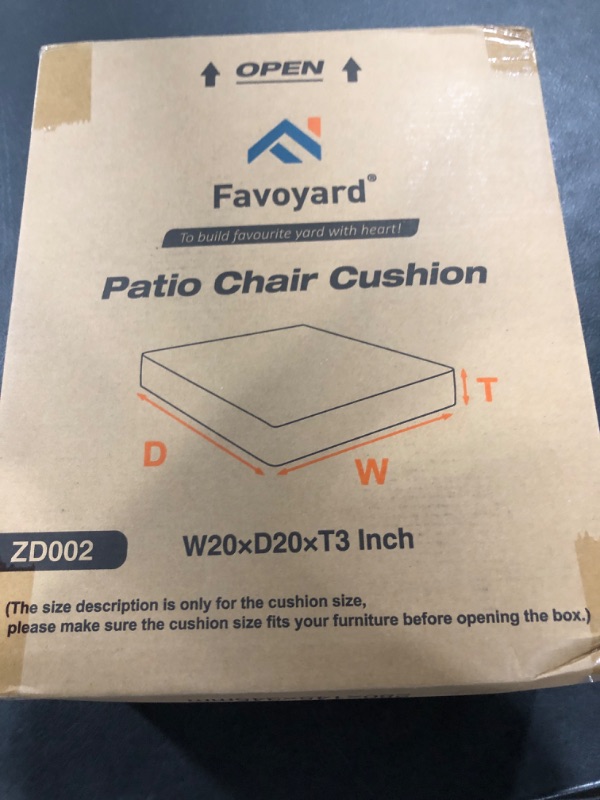 OPEN
Favoyard®
To build favourite yard with heart!
Patio Chair Cushion
T
D
W
ZD002
W20×D20×T3 Inch
(The size description is only for the cushion size,
please make sure the cushion size fits your furniture before opening the box.)